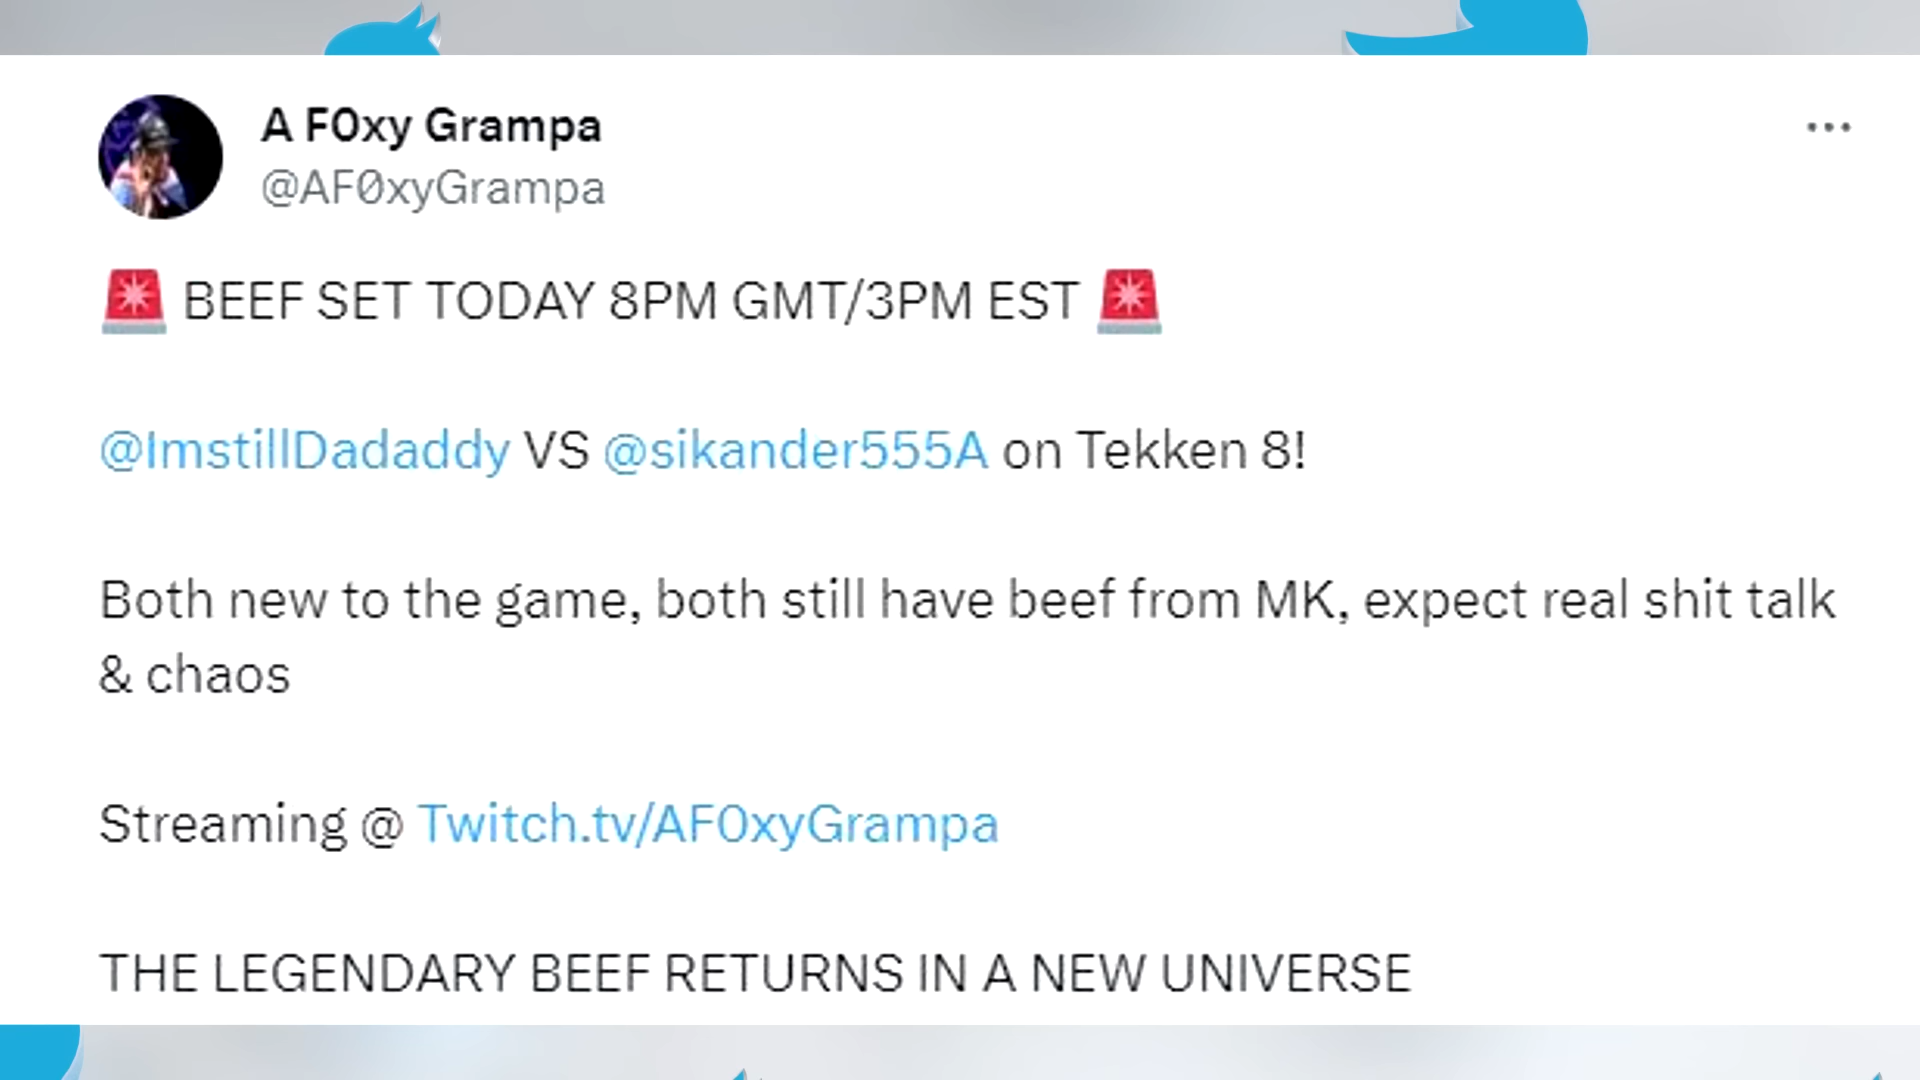 A F0xy Grampa
@AF0xyGrampa
🚨 BEEF SET TODAY 8PM GMT/3PM EST 🚨
@ImstillDadaddy VS @sikander555A on Tekken 8!
Both new to the game, both still have beef from MK, expect real shit talk
& chaos
Streaming @ Twitch.tv/AF0xyGrampa
THE LEGENDARY BEEF RETURNS IN A NEW UNIVERSE